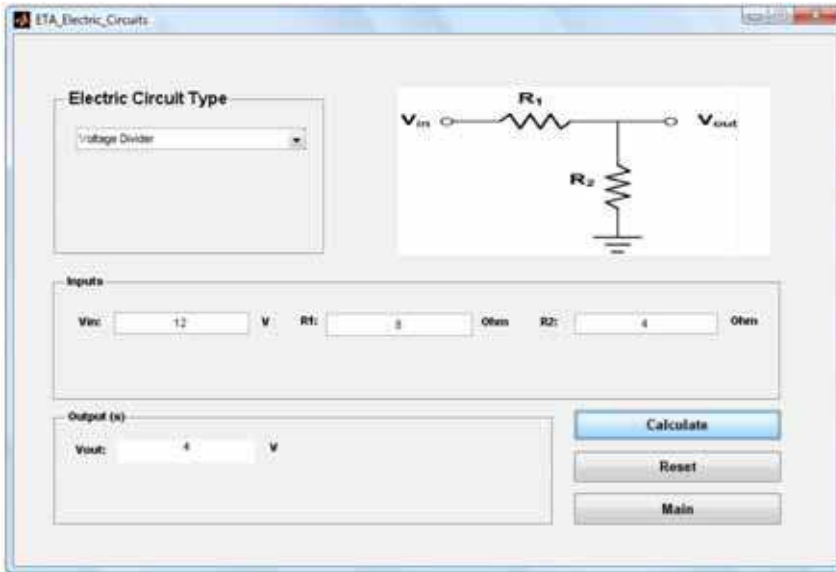 ETA_Electric_Circuits
Electric Circuit Type
Voltage Divider
R₁
Vin
Vout
R₂
Inputs
Vin:
12
V
R1:
8
Ohm
R2:
4
Ohm
Output (s)
Vout:
4
V
Calculate
Reset
Main